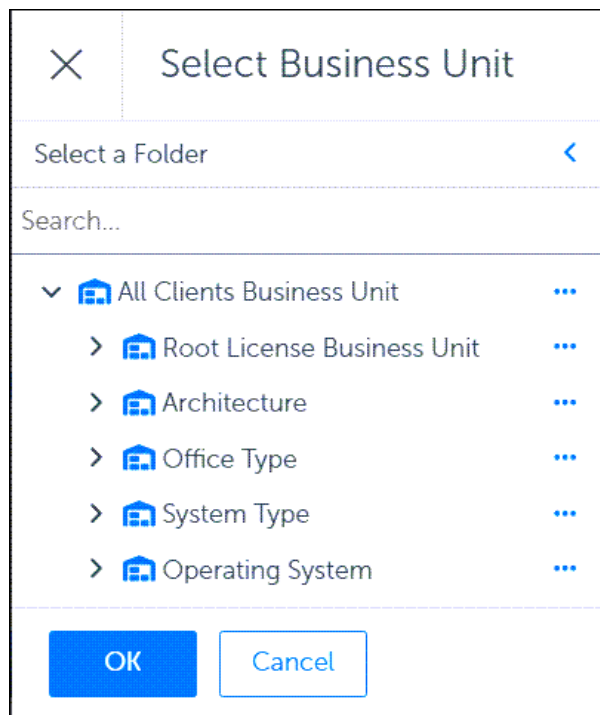 Select Business Unit
Select a Folder
Search...
All Clients Business Unit
Root License Business Unit
Architecture
Office Type
System Type
Operating System
OK Cancel